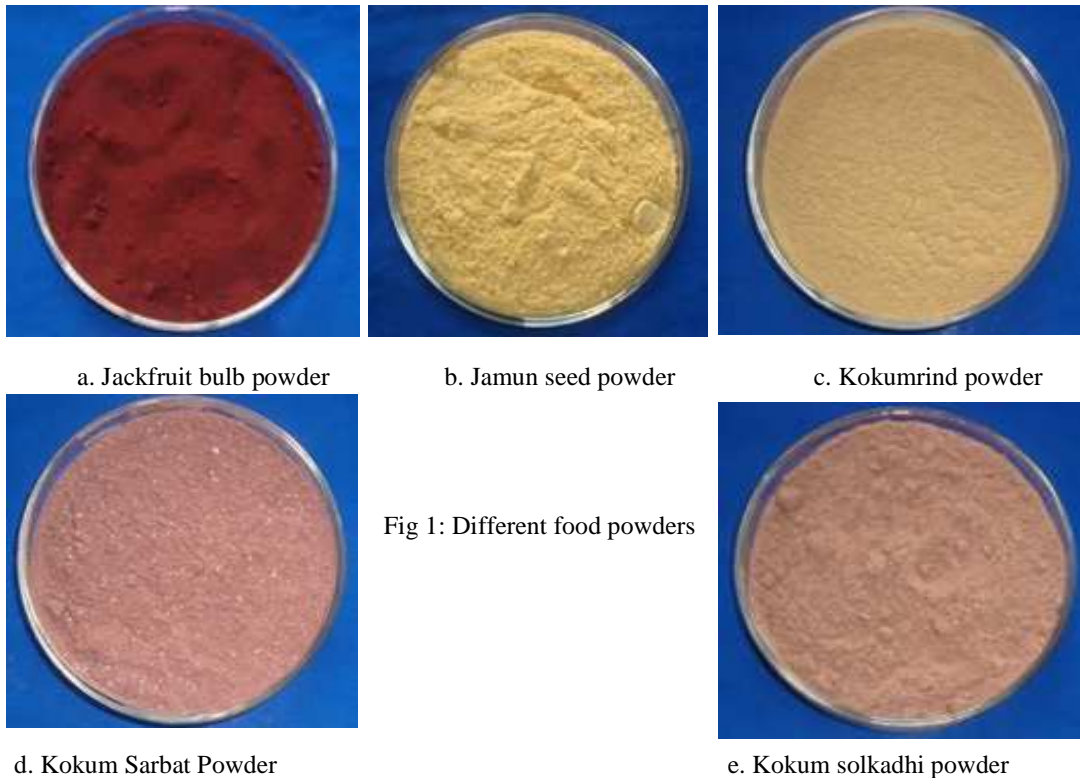 a. Jackfruit bulb powder
b. Jamun seed powder
c. Kokumrind powder
Fig 1: Different food powders
d. Kokum Sarbat Powder
e. Kokum solkadhi powder